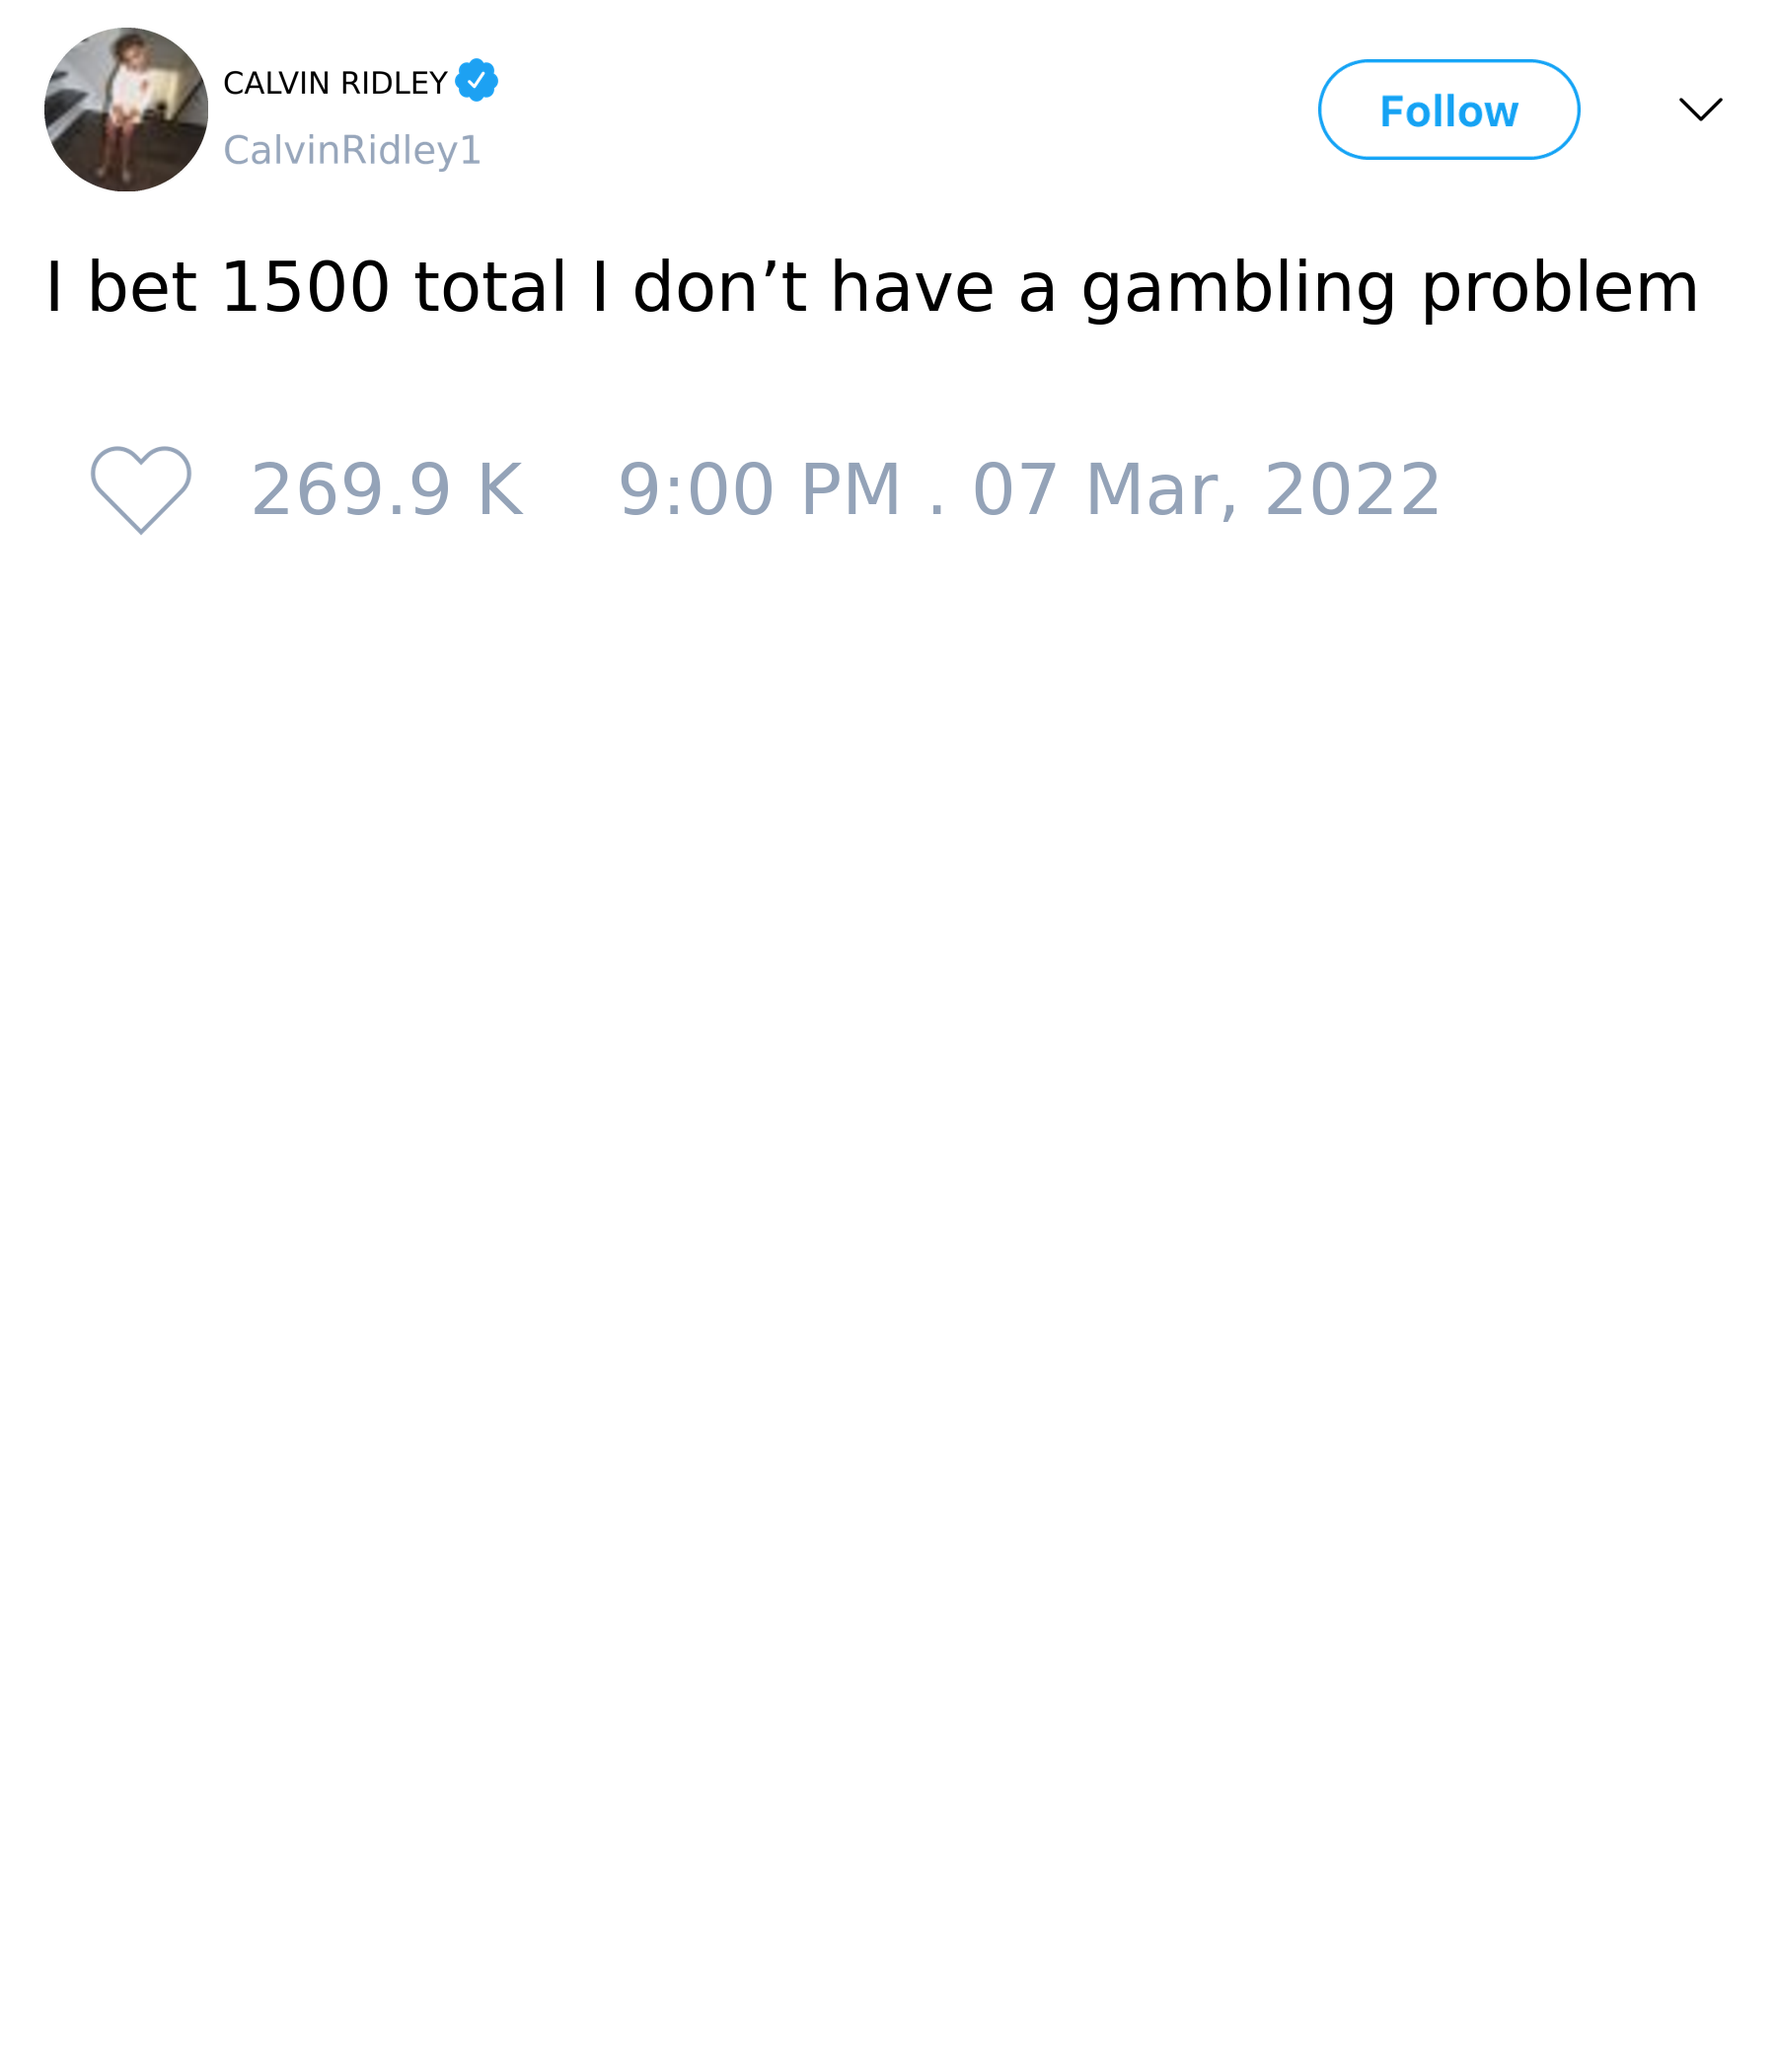 CALVIN RIDLEY
CalvinRidley1
Follow
I bet 1500 total I don’t have a gambling problem
269.9 K 9:00 PM . 07 Mar, 2022